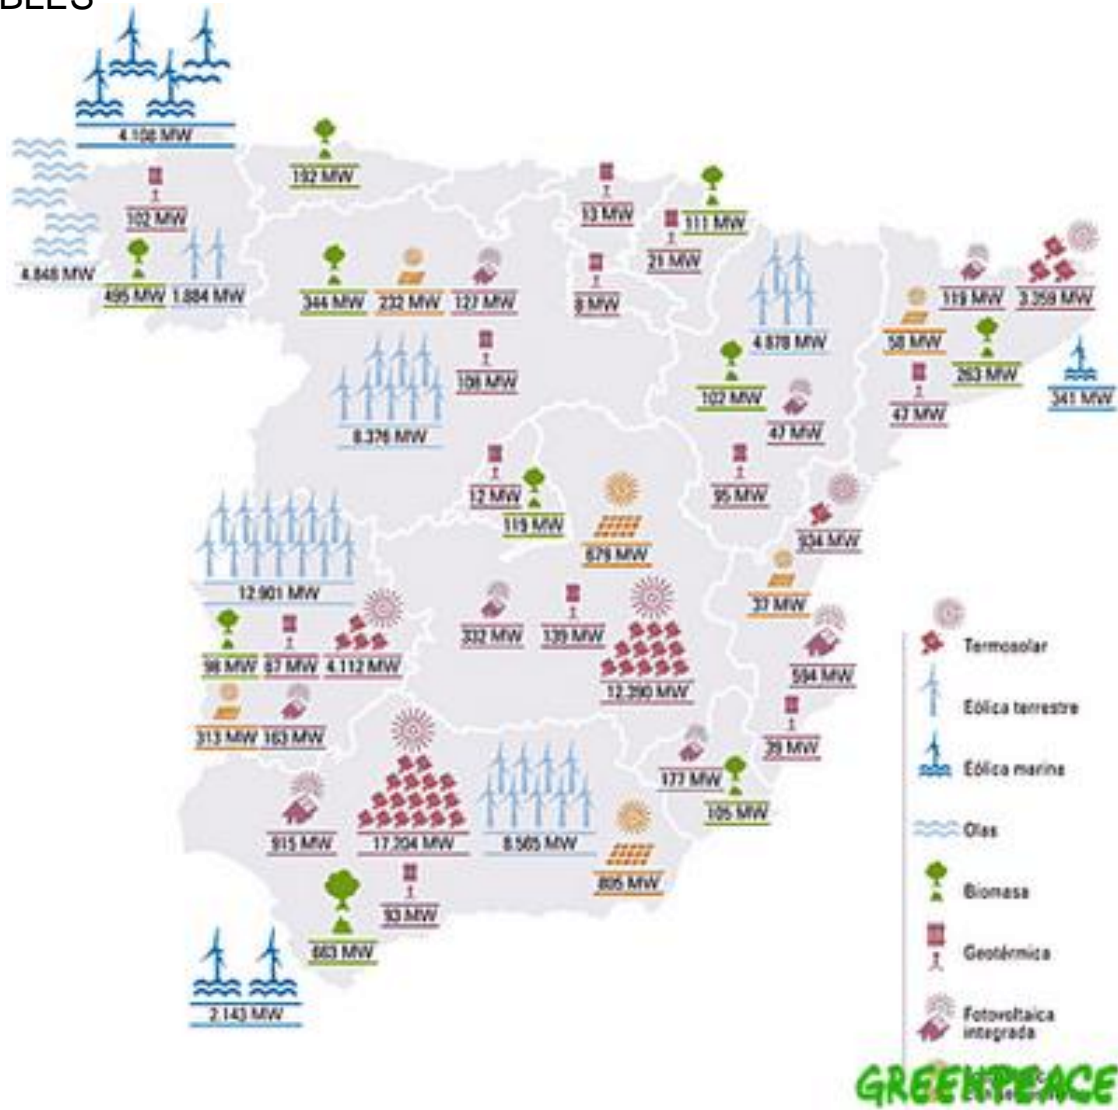 BLES
4.108 MW
192 MW
102 MW
13 MW
111 MW
21 MW
4.848 MW
495 MW
1.884 MW
344 MW
232 MW
127 MW
8 MW
4.878 MW
119 MW
3.359 MW
58 MW
263 MW
341 MW
108 MW
102 MW
47 MW
47 MW
8.376 MW
12 MW
119 MW
95 MW
934 MW
679 MW
12.901 MW
37 MW
332 MW
139 MW
12.390 MW
98 MW
67 MW
4.112 MW
594 MW
313 MW
163 MW
39 MW
177 MW
105 MW
915 MW
17.204 MW
8.565 MW
93 MW
663 MW
2.143 MW
Termosolar
Eólica terrestre
Eólica marina
Olas
Biomasa
Geotérmica
Fotovoltaica
integrada
GREENPEACE